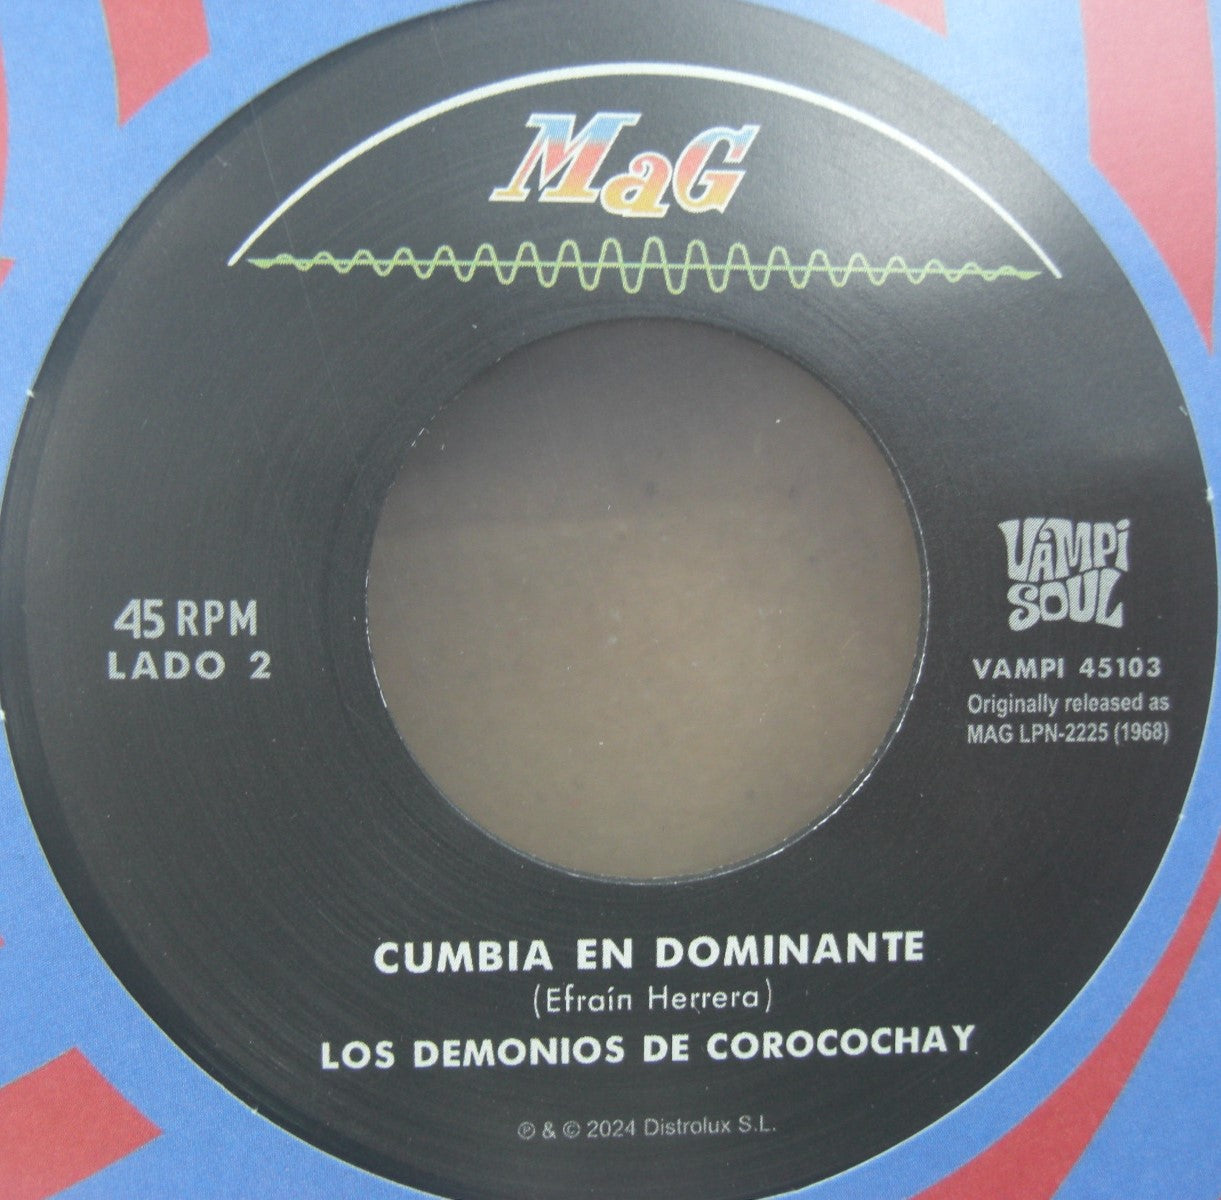 MaG
45 RPM
LADO 2
VAMPI
SOUL
VAMPI 45103
Originally released as
MAG LPN-2225 (1968)
CUMBIA EN DOMINANTE
(Efraín Herrera)
LOS DEMONIOS DE COROCOCHAY
℗ & © 2024 Distrolux S.L.